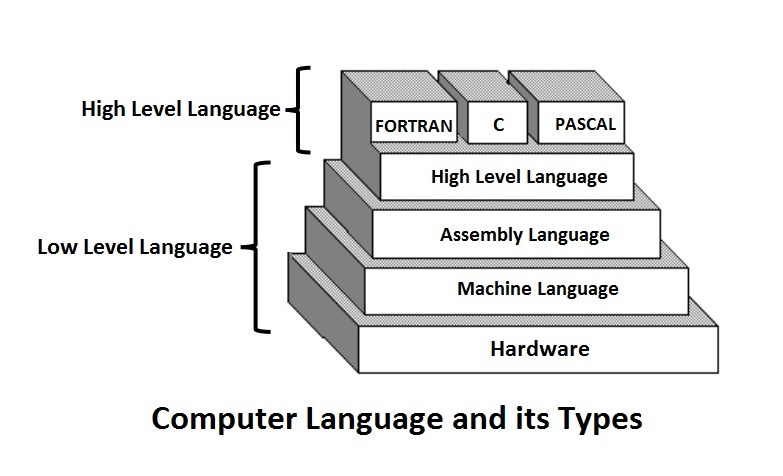 High Level Language
FORTRAN
C
PASCAL
High Level Language
Low Level Language
Assembly Language
Machine Language
Hardware
Computer Language and its Types